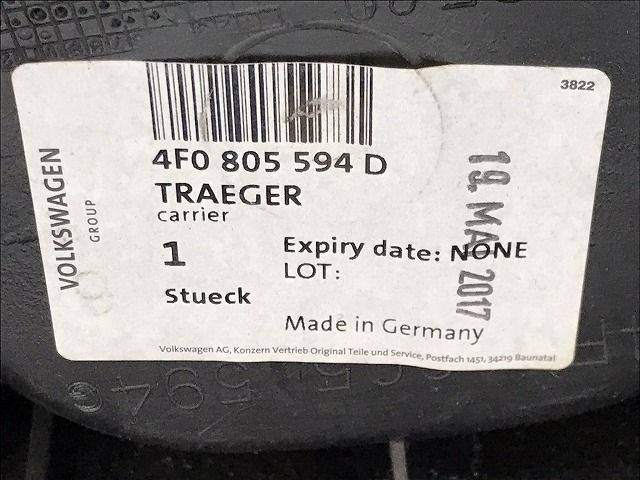 3822
VOLKSWAGEN
GROUP
4F0 805 594 D
TRAEGER
carrier
1
Stueck
Expiry date: NONE
LOT:
Made in Germany
19. MAI 2017
Volkswagen AG, Konzern Vertrieb Original Teile und Service, Postfach 1451, 34219 Baunatal
594